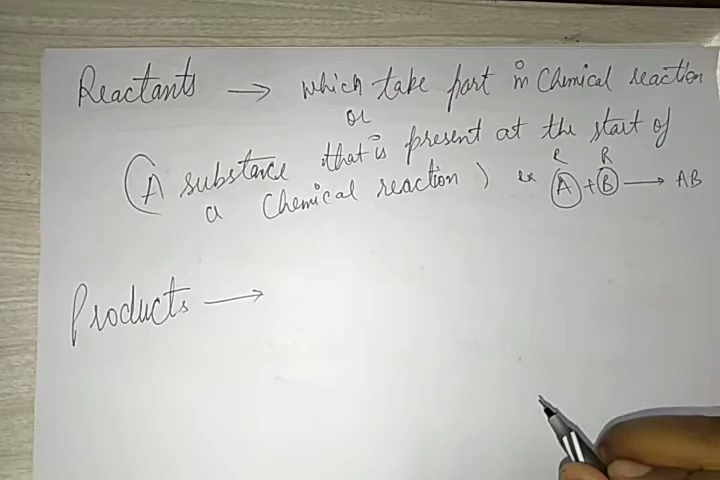 Reactants → which take part in Chemical reaction
or
(A substance that is present at the start of
a Chemical reaction) ex A + B → AB
R R
Products →